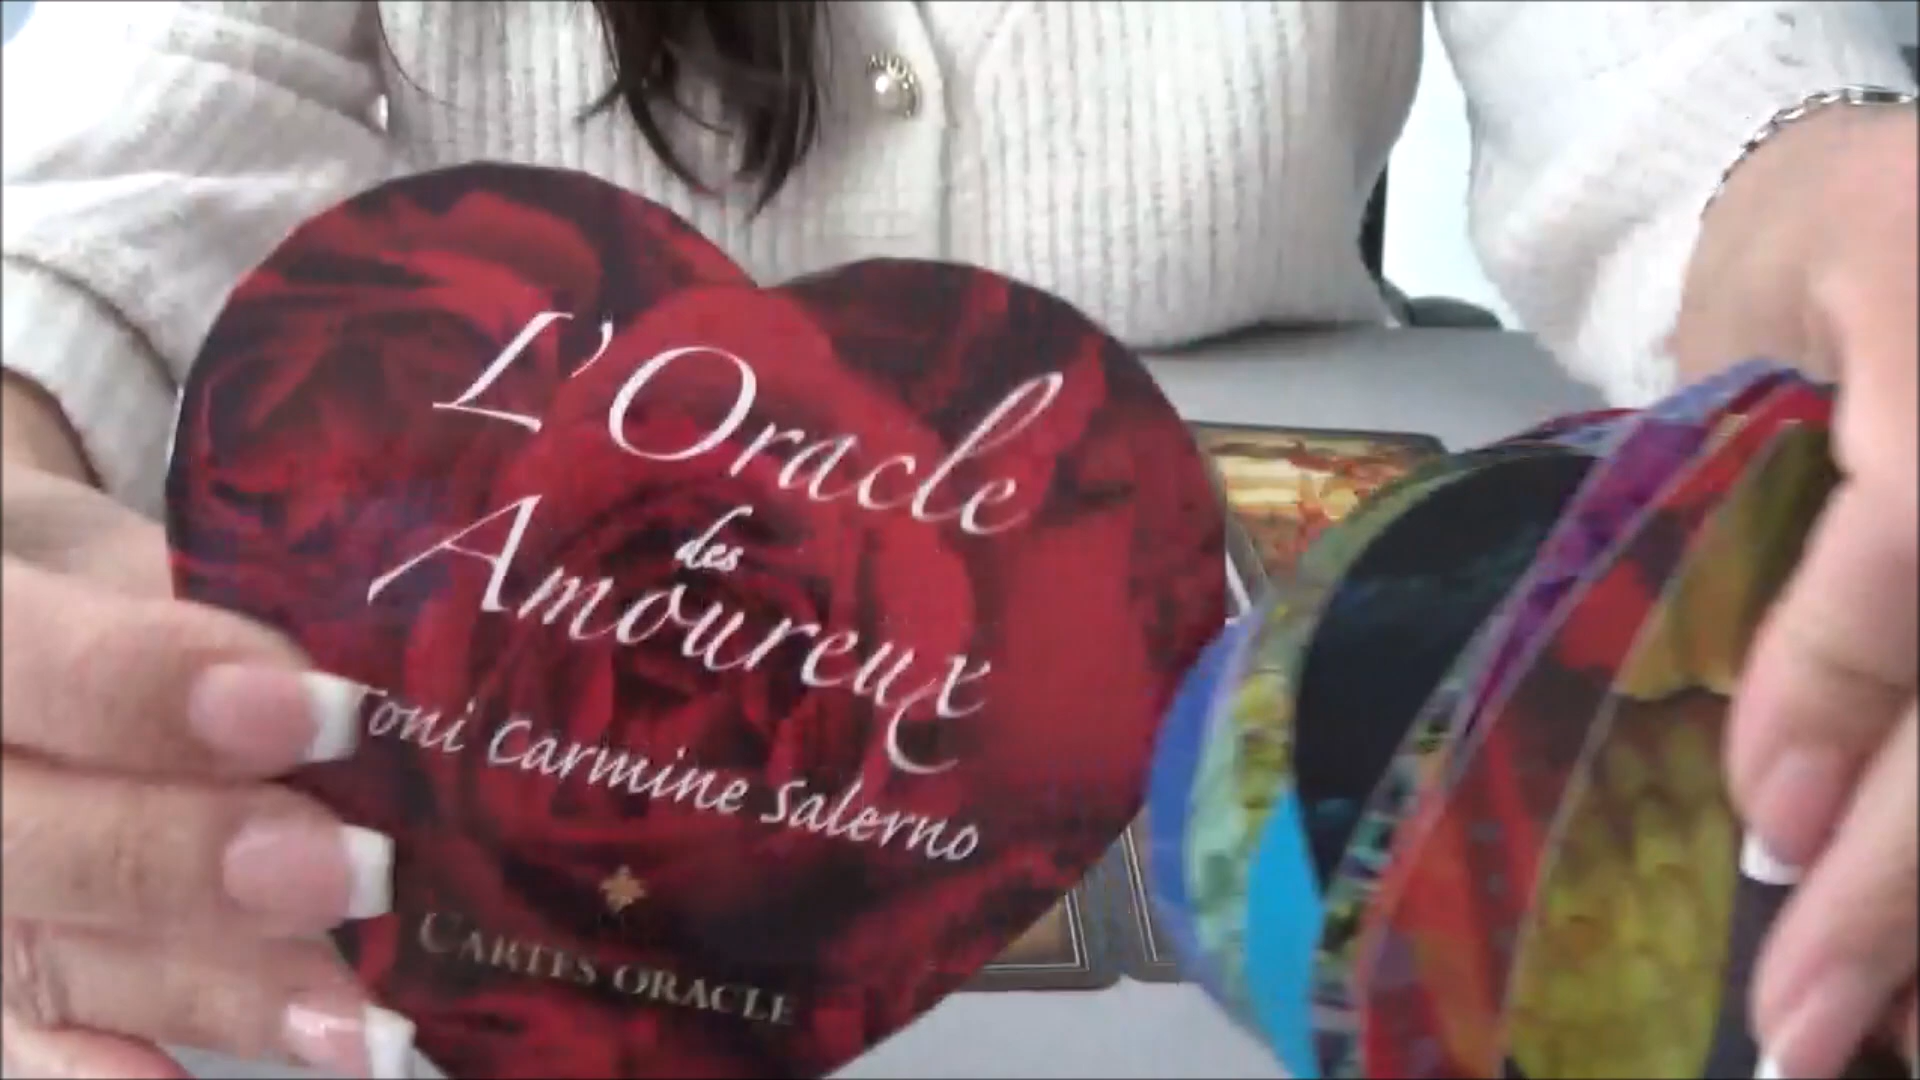 L'Oracle
des
Amoureux
Toni Carmine Salerno
CARTES ORACLE